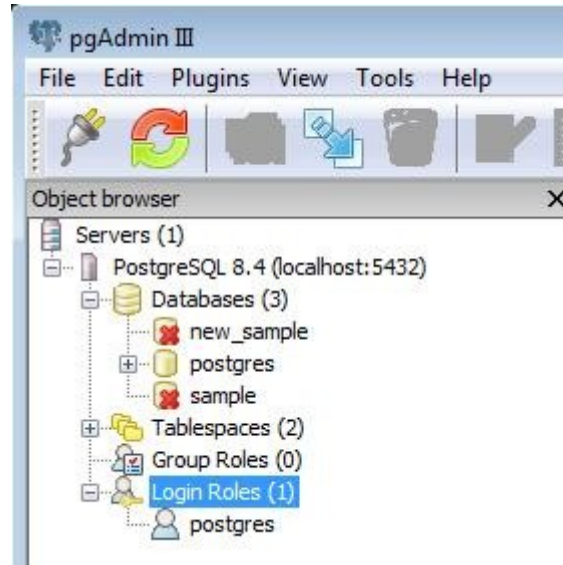 pgAdmin III
File Edit Plugins View Tools Help
Object browser
Servers (1)
PostgreSQL 8.4 (localhost:5432)
Databases (3)
new_sample
postgres
sample
Tablespaces (2)
Group Roles (0)
Login Roles (1)
postgres